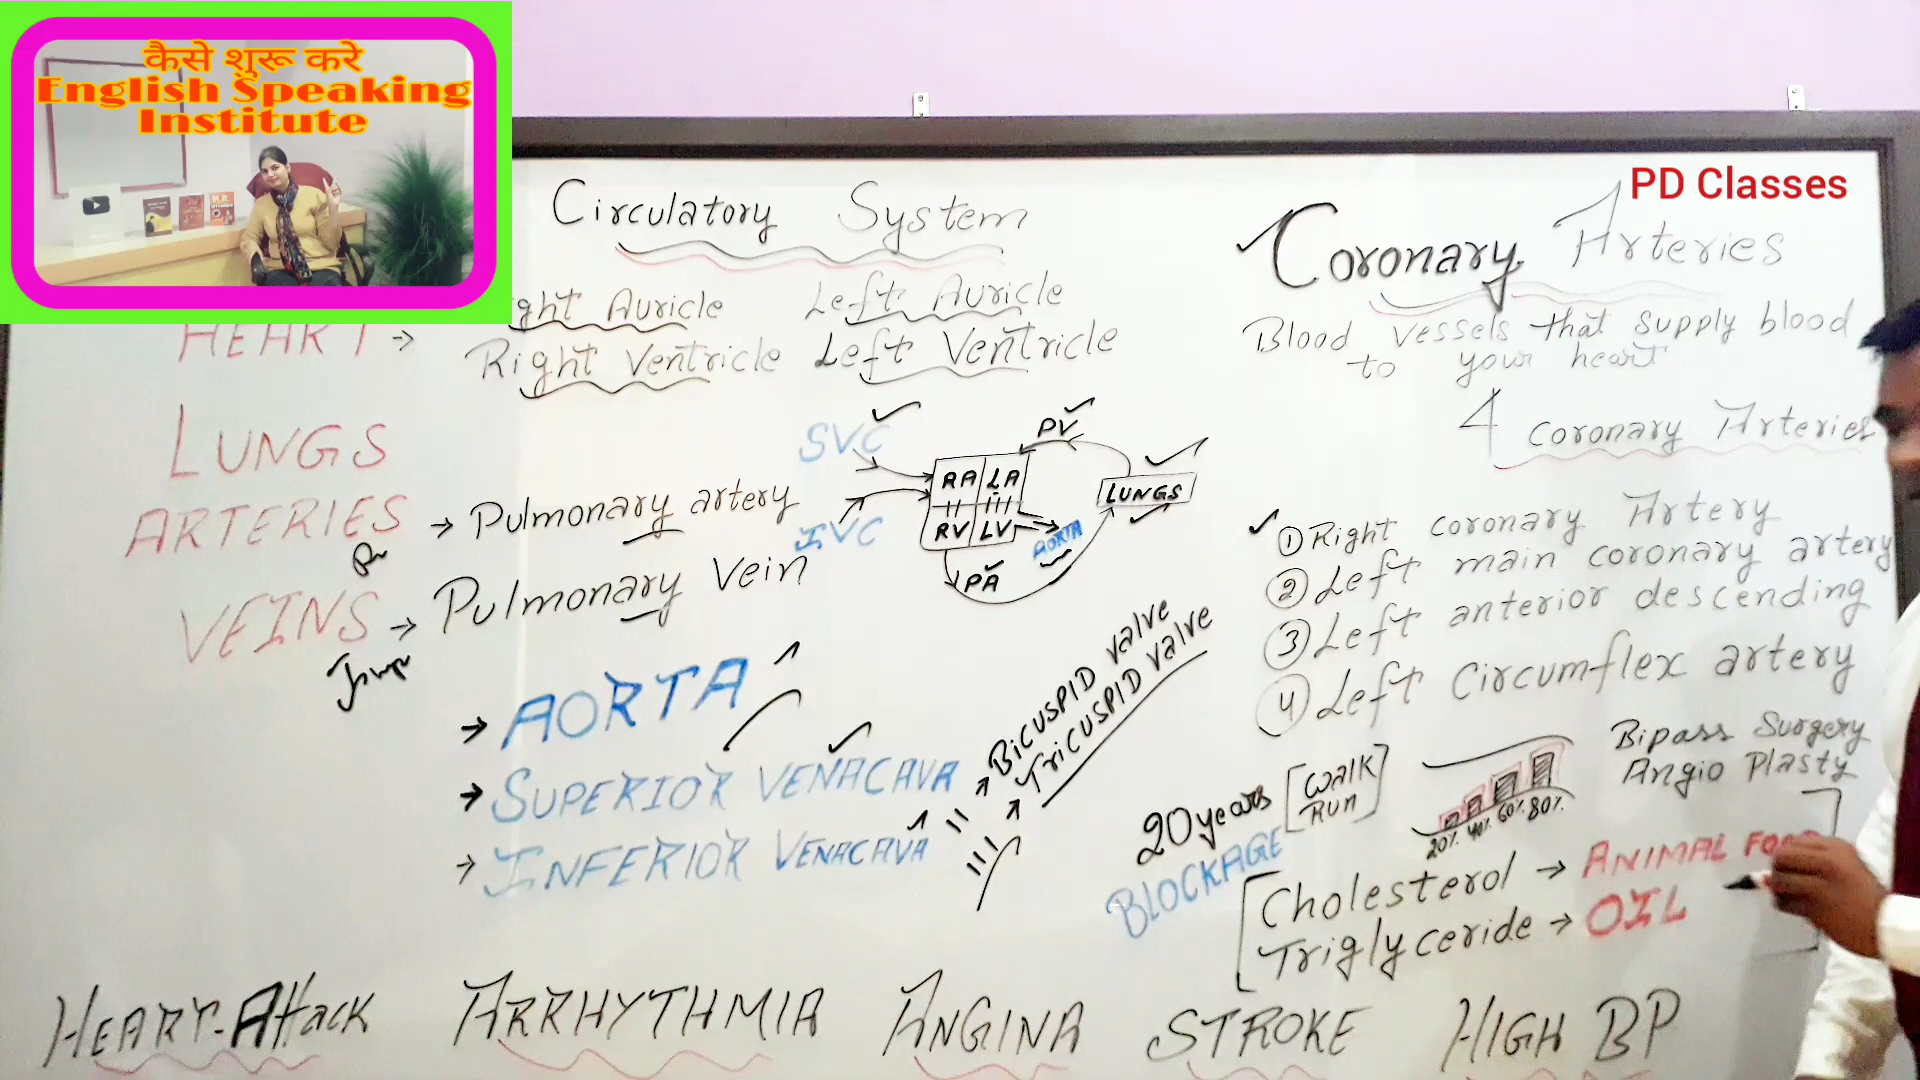 कैसे शुरू करे
English Speaking
Institute
PD Classes
Circulatory System
ght Auricle Left Auricle
HEART →
Right Ventricle Left Ventricle
LUNGS
ARTERIES → Pulmonary artery
VEINS → Pulmonary Vein
→ AORTA
→ SUPERIOR VENACAVA
→ INFERIOR VENACAVA
SVC
IVC
PV
RA LA
RV LV
LUNGS
AORTA
PA
BICUSPID valve
TRICUSPID valve
Coronary Arteries
Blood vessels that supply blood
to your heart
4 coronary Arteries
① Right coronary Artery
② Left main coronary artery
③ Left anterior descending
④ Left Circumflex artery
20 years [Walk
Run]
BLOCKAGE
20% 40% 60% 80%
Bipass Surgery
Angio Plasty
Cholesterol → ANIMAL
Triglyceride → OIL
HEART-Attack ARRHYTHMIA ANGINA STROKE HIGH BP